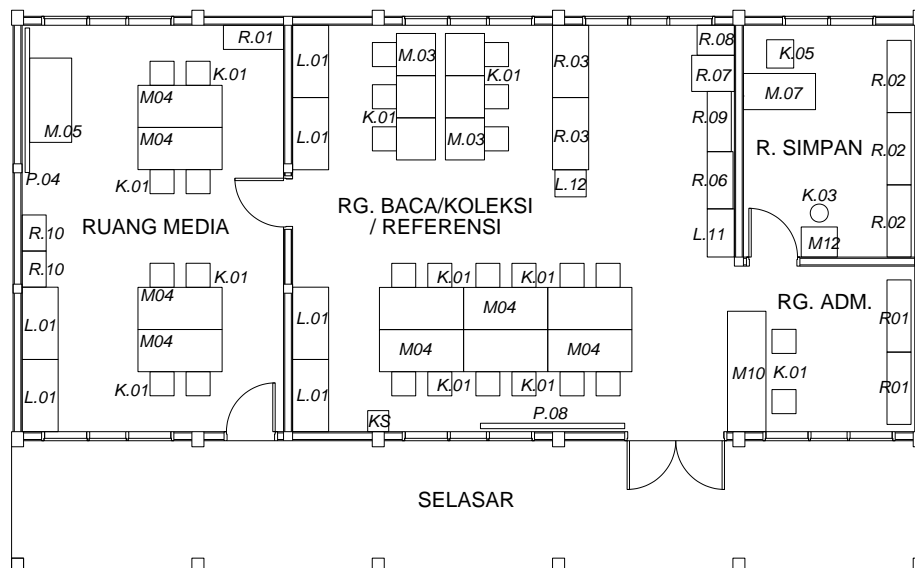 R.01
L.01
M.03
R.03
R.08
K.05
K.01
K.01
R.07
R.02
M04
M.07
M.05
M04
K.01
L.01
M.03
R.03
R.09
R. SIMPAN
R.02
P.04
K.01
L.12
R.06
K.03
RUANG MEDIA
RG. BACA/KOLEKSI
/ REFERENSI
R.10
L.11
M12
R.02
R.10
K.01
K.01
K.01
M04
L.01
L.01
M04
RG. ADM.
R01
M04
M04
M04
M10
K.01
R01
L.01
K.01
L.01
K.01
K.01
KS
P.08
SELASAR